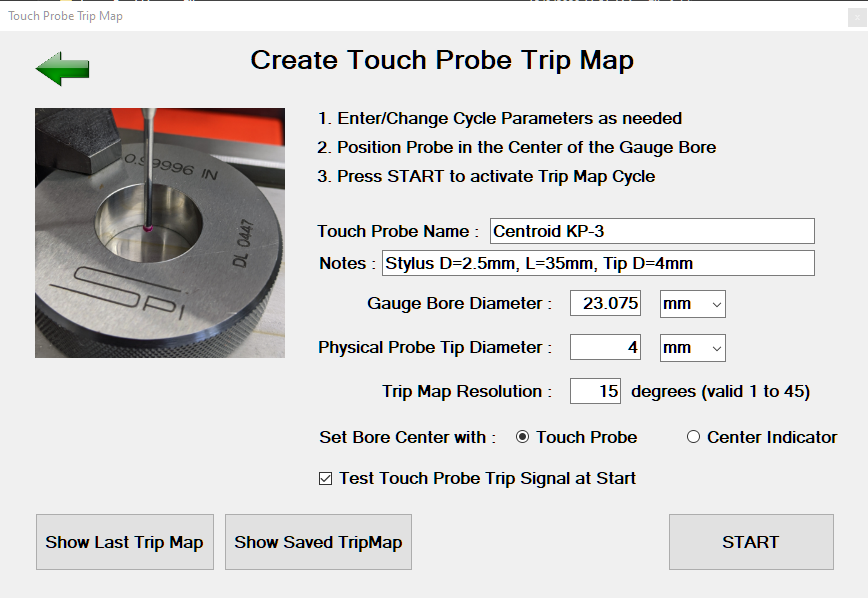 Touch Probe Trip Map
Create Touch Probe Trip Map
1. Enter/Change Cycle Parameters as needed
2. Position Probe in the Center of the Gauge Bore
3. Press START to activate Trip Map Cycle
0.99996 IN
DL 0447
SPI
Touch Probe Name : Centroid KP-3
Notes : Stylus D=2.5mm, L=35mm, Tip D=4mm
Gauge Bore Diameter : 23.075 mm
Physical Probe Tip Diameter : 4 mm
Trip Map Resolution : 15 degrees (valid 1 to 45)
Set Bore Center with : Touch Probe Center Indicator
Test Touch Probe Trip Signal at Start
Show Last Trip Map Show Saved TripMap START